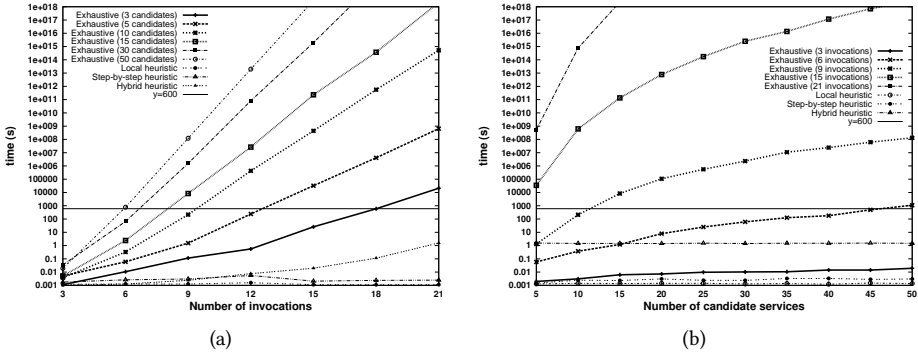 1e+018
1e+017
1e+016
1e+015
1e+014
1e+013
1e+012
1e+011
1e+010
1e+009
1e+008
1e+007
1e+006
100000
10000
1000
100
10
1
0.1
0.01
0.001
time (s)
Exhaustive (3 candidates)
Exhaustive (5 candidates)
Exhaustive (10 candidates)
Exhaustive (15 candidates)
Exhaustive (30 candidates)
Exhaustive (50 candidates)
Local heuristic
Step-by-step heuristic
Hybrid heuristic
y=600
3 6 9 12 15 18 21
Number of invocations
(a)
1e+018
1e+017
1e+016
1e+015
1e+014
1e+013
1e+012
1e+011
1e+010
1e+009
1e+008
1e+007
1e+006
100000
10000
1000
100
10
1
0.1
0.01
0.001
time (s)
Exhaustive (3 invocations)
Exhaustive (6 invocations)
Exhaustive (9 invocations)
Exhaustive (15 invocations)
Exhaustive (21 invocations)
Local heuristic
Step-by-step heuristic
Hybrid heuristic
y=600
5 10 15 20 25 30 35 40 45 50
Number of candidate services
(b)